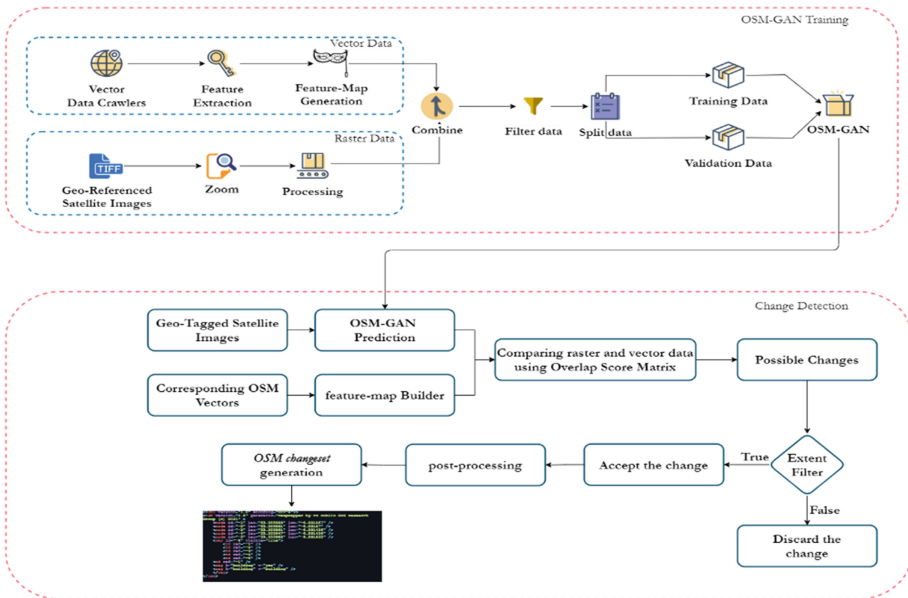 OSM-GAN Training
Vector Data
Vector
Data Crawlers
Feature
Extraction
Feature-Map
Generation
Raster Data
TIFF
Geo-Referenced
Satellite Images
Zoom
Processing
Combine
Filter data
Split data
Training Data
Validation Data
OSM-GAN
Change Detection
Geo-Tagged Satellite
Images
OSM-GAN
Prediction
Corresponding OSM
Vectors
feature-map Builder
Comparing raster and vector data
using Overlap Score Matrix
Possible Changes
Extent
Filter
True
False
Accept the change
post-processing
OSM changeset
generation
Discard the
change